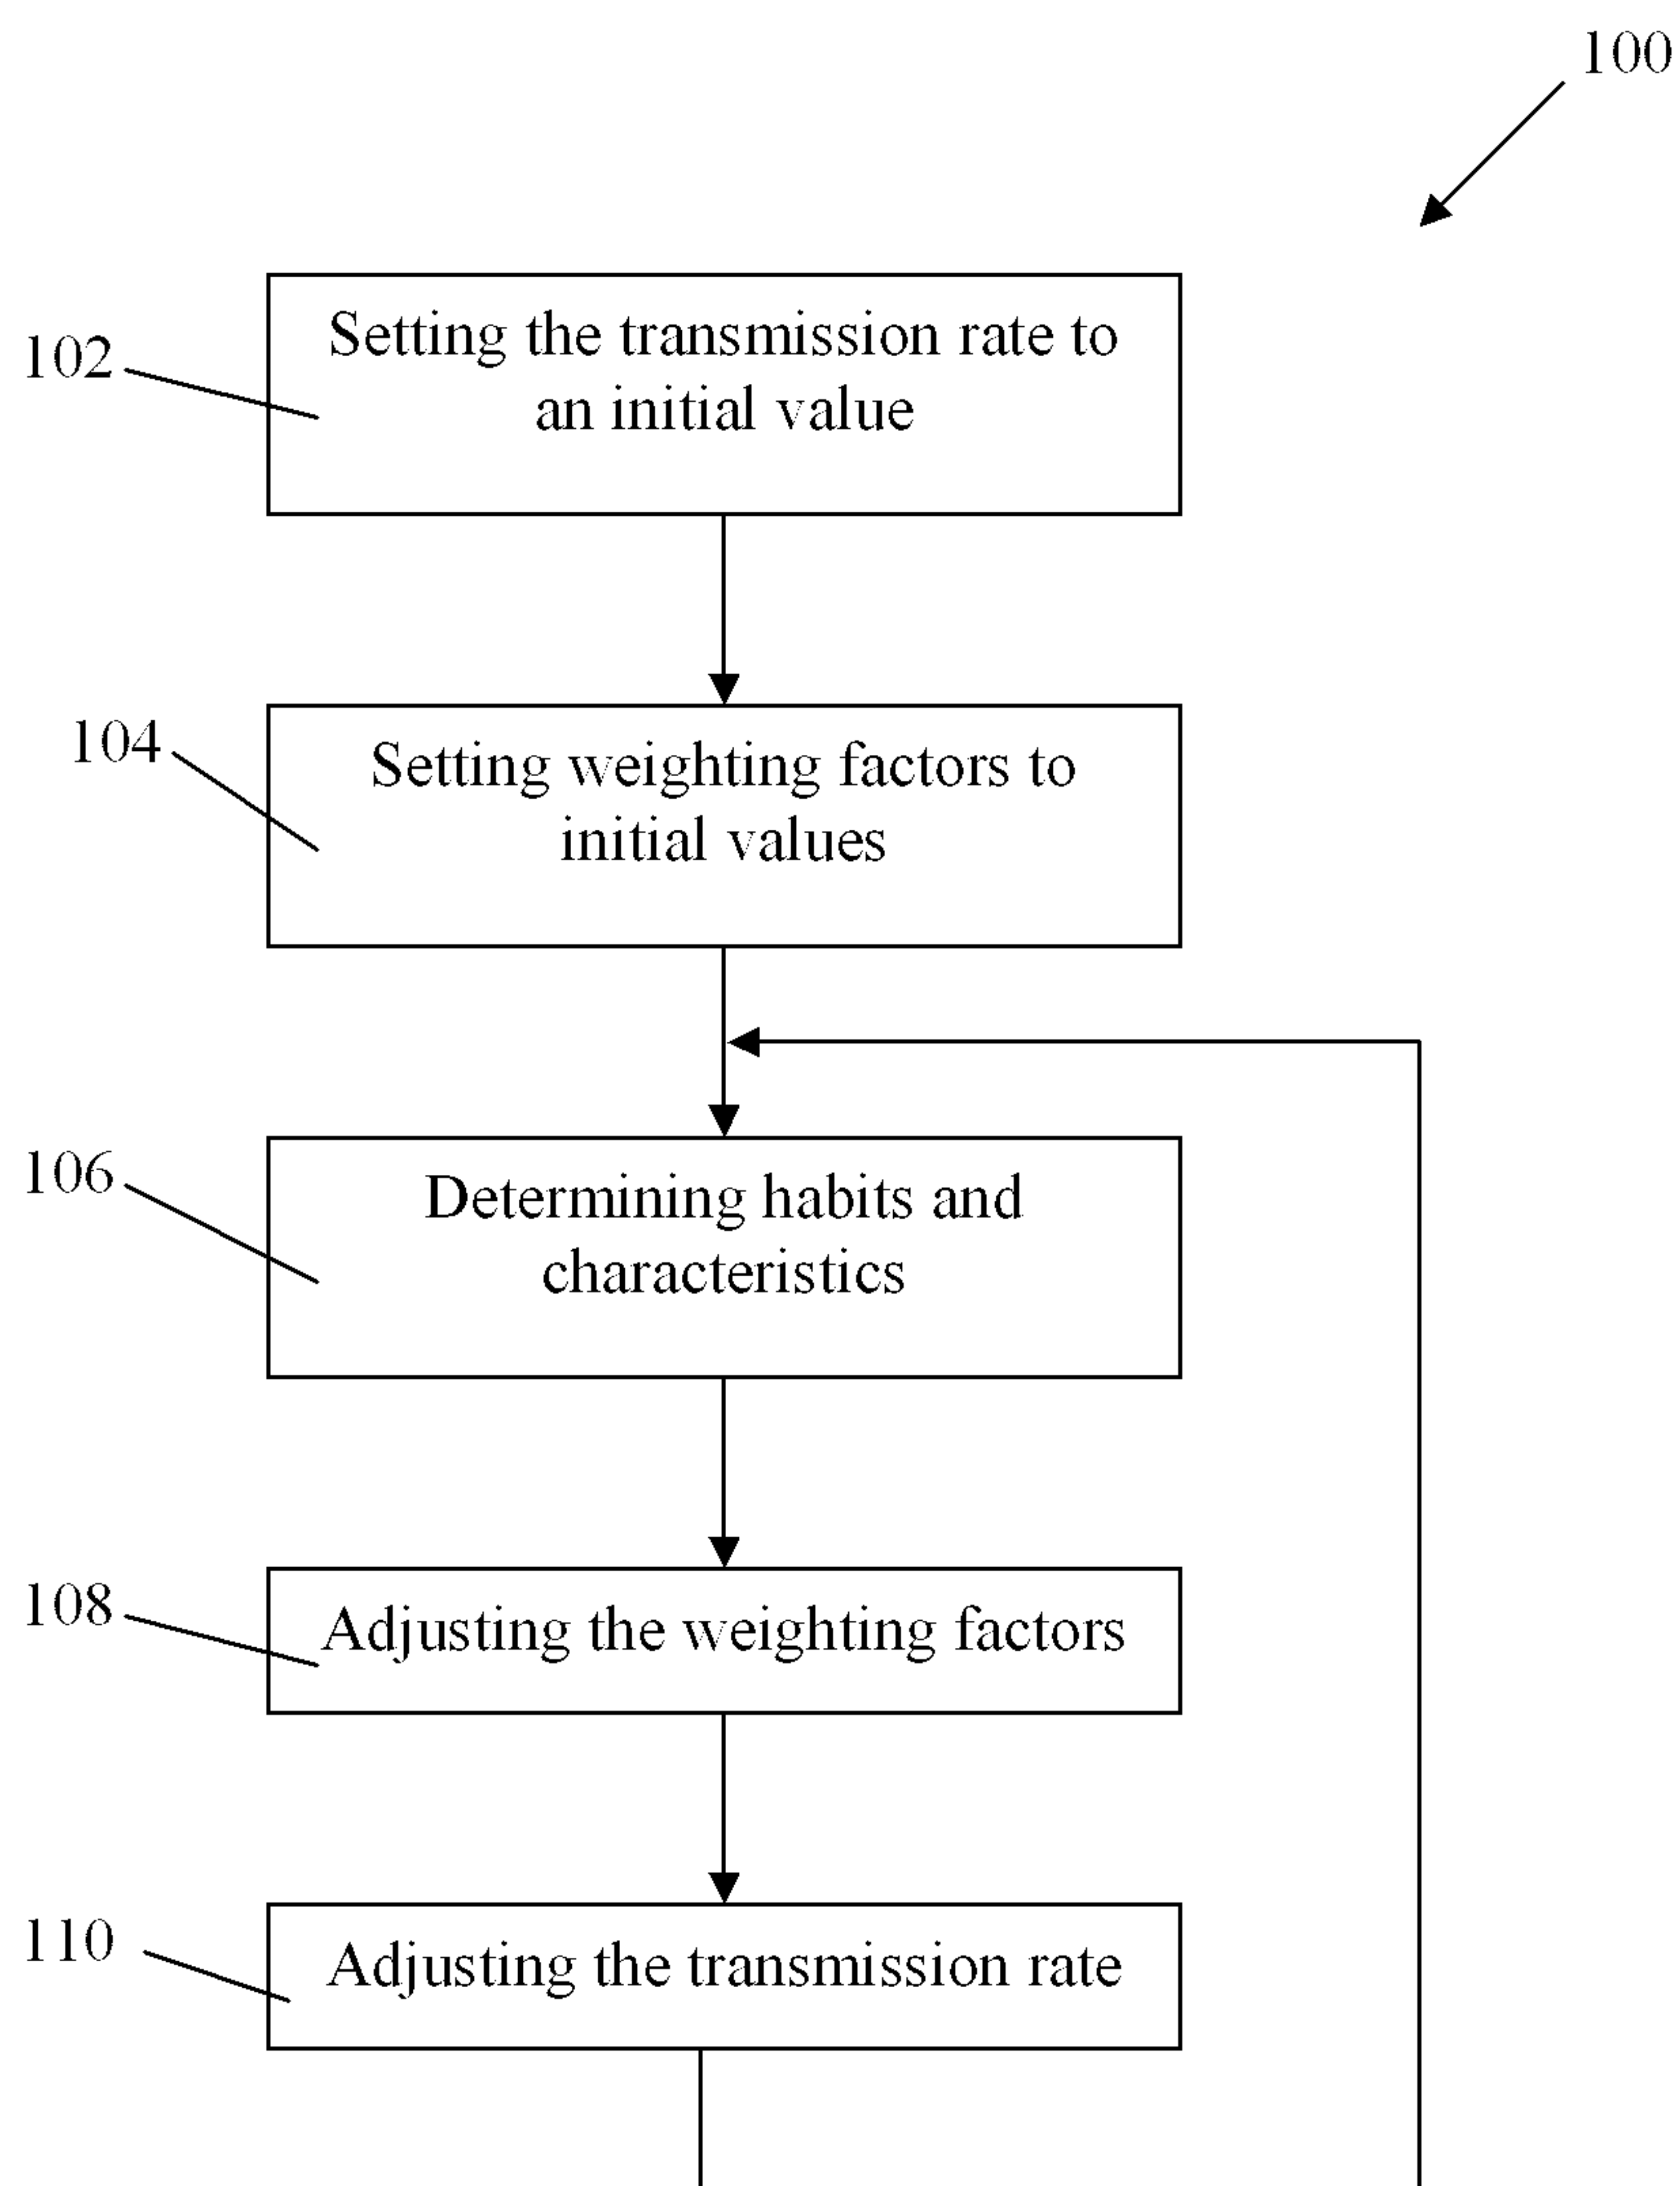 100
102
Setting the transmission rate to
an initial value
104
Setting weighting factors to
initial values
106
Determining habits and
characteristics
108
Adjusting the weighting factors
110
Adjusting the transmission rate